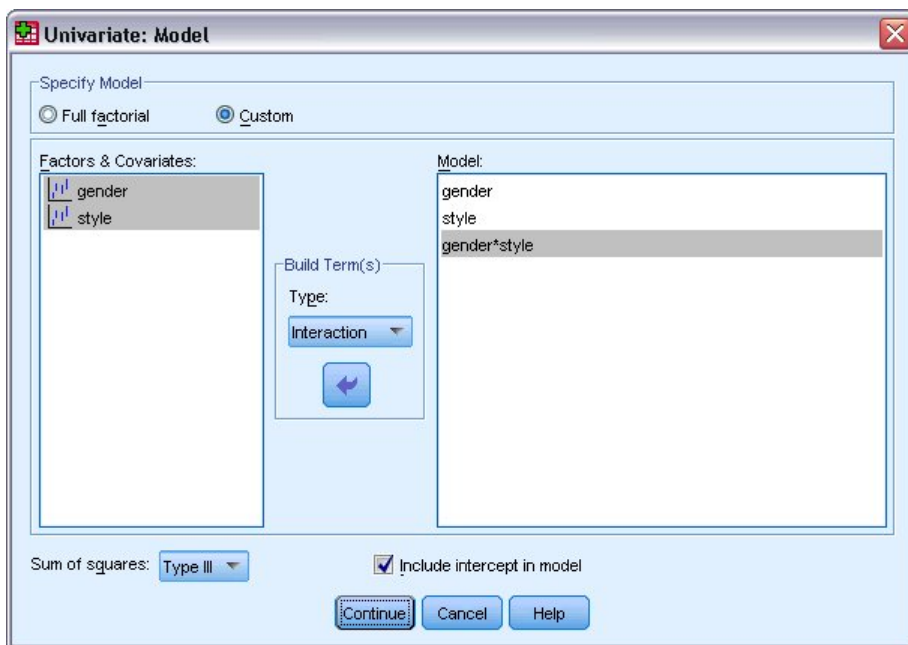 Univariate: Model
Specify Model
Full factorial
Custom
Factors & Covariates:
gender
style
Build Term(s)
Type:
Interaction
Model:
gender
style
gender*style
Sum of squares:
Type III
Include intercept in model
Continue
Cancel
Help